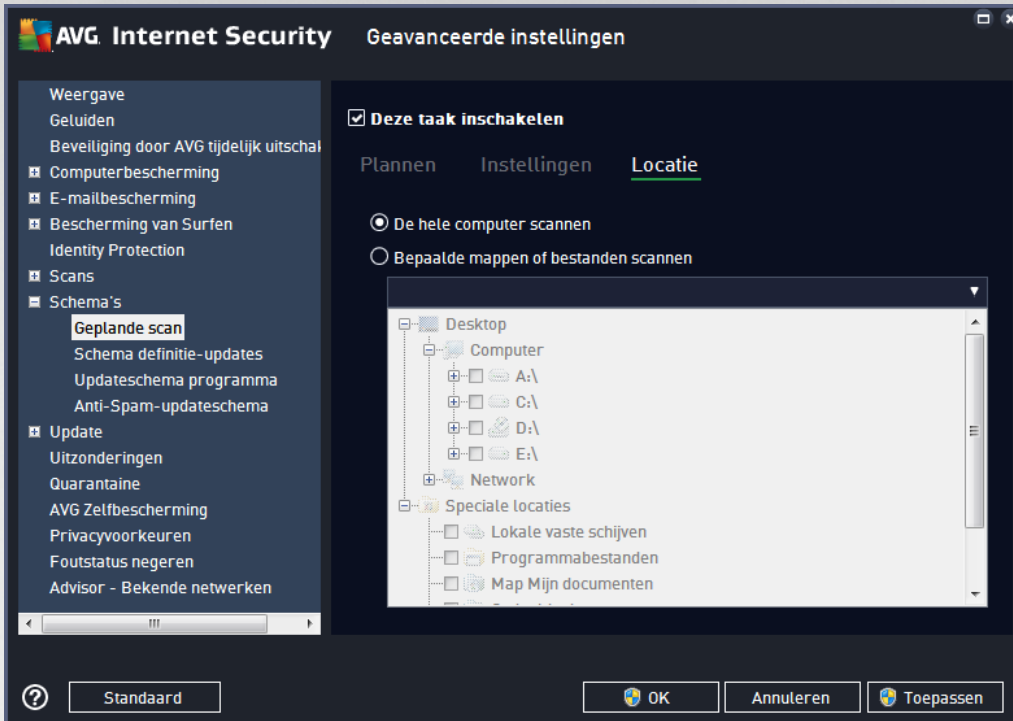 AVG Internet Security Geavanceerde instellingen
Weergave
Geluiden
Beveiliging door AVG tijdelijk
Computerbescherming
E-mailbescherming
Bescherming van Surfen
Identity Protection
Scans
Schema's
Geplande scan
Schema definitie-updates
Updateschema programma
Anti-Spam-updateschema
Update
Uitzonderingen
Quarantaine
AVG Zelfbescherming
Privacyvoorkeuren
Foutstatus negeren
Advisor - Bekende netwerken
Deze taak inschakelen
Plannen Instellingen Locatie
De hele computer scannen
Bepaalde mappen of bestanden scannen
Desktop
Computer
A:\
C:\
D:\
E:\
Network
Speciale locaties
Lokale vaste schijven
Programmabestanden
Map Mijn documenten
Standaard OK Annuleren Toepassen